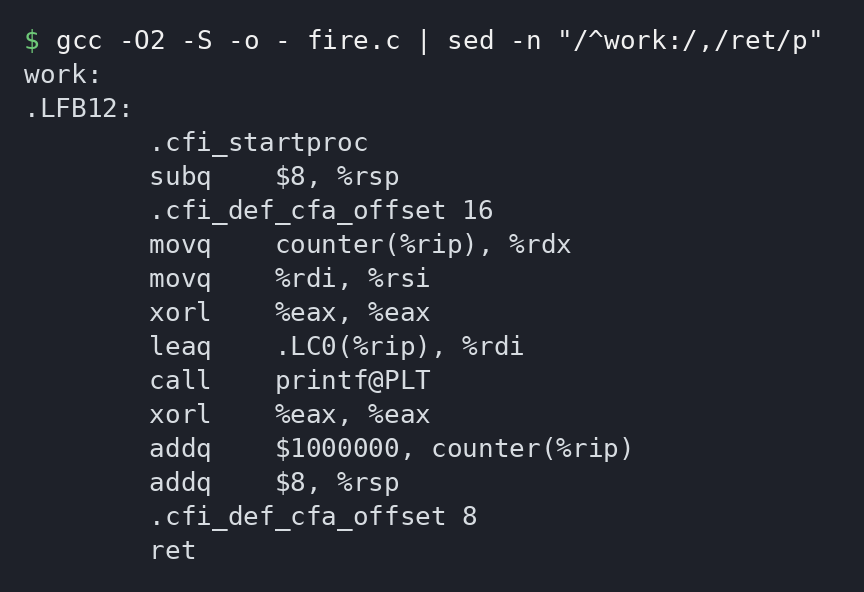 $ gcc -O2 -S -o - fire.c | sed -n "/^work:/,/ret/p"
work:
.LFB12:
        .cfi_startproc
        subq    $8, %rsp
        .cfi_def_cfa_offset 16
        movq    counter(%rip), %rdx
        movq    %rdi, %rsi
        xorl    %eax, %eax
        leaq    .LC0(%rip), %rdi
        call    printf@PLT
        xorl    %eax, %eax
        addq    $1000000, counter(%rip)
        addq    $8, %rsp
        .cfi_def_cfa_offset 8
        ret